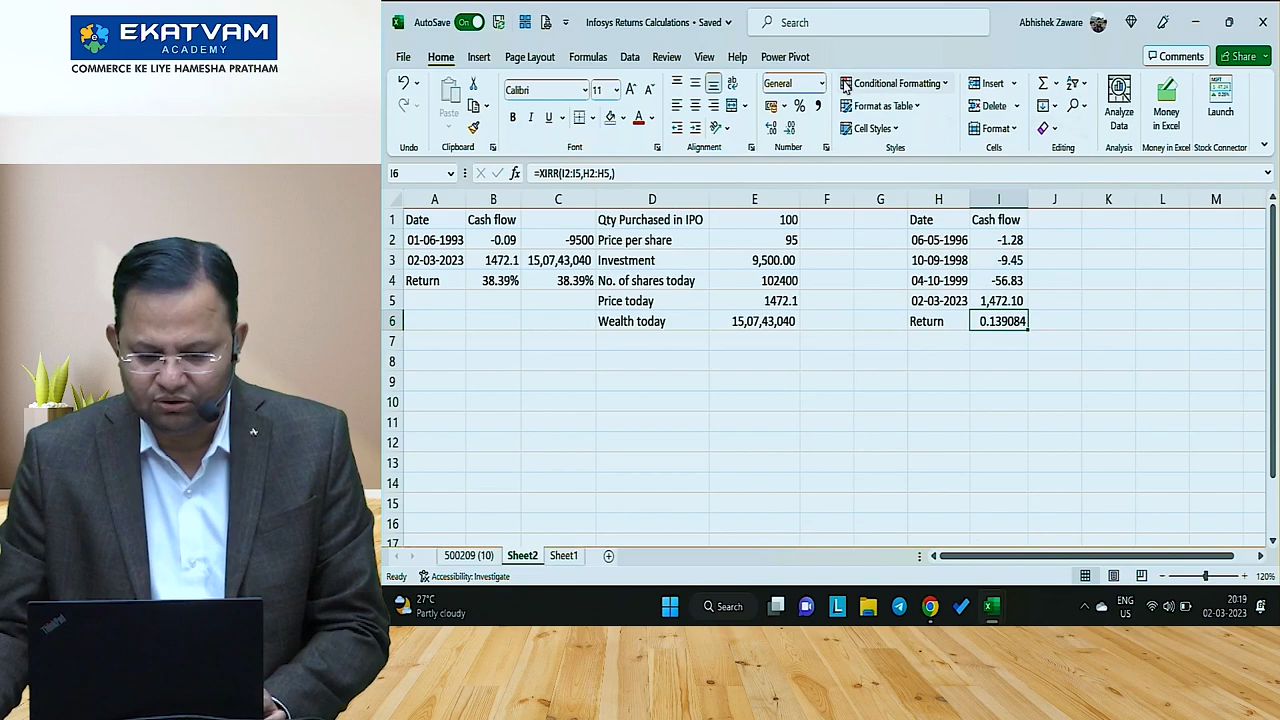 EKATVAM
ACADEMY
COMMERCE KE LIYE HAMESHA PRATHAM
AutoSave On
Infosys Returns Calculations • Saved
Search
Abhishek Zaware
File Home Insert Page Layout Formulas Data Review View Help Power Pivot
Comments Share
Paste
Calibri 11
B I U
General
Conditional Formatting
Format as Table
Cell Styles
Insert
Delete
Format
Analyze Data
Money in Excel
MSFT
Launch
Undo Clipboard Font Alignment Number Styles Cells Editing Analysis Money in Excel Stock Connector
I6 fx =XIRR(I2:I5,H2:H5,)
A B C D E F G H I J K L M
1 Date Cash flow Qty Purchased in IPO 100 Date Cash flow
2 01-06-1993 -0.09 -9500 Price per share 95 06-05-1996 -1.28
3 02-03-2023 1472.1 15,07,43,040 Investment 9,500.00 10-09-1998 -9.45
4 Return 38.39% 38.39% No. of shares today 102400 04-10-1999 -56.83
5 Price today 1472.1 02-03-2023 1,472.10
6 Wealth today 15,07,43,040 Return 0.139084
7
8
9
10
11
12
13
14
15
16
17
500209 (10) Sheet2 Sheet1
Ready Accessibility: Investigate 120%
27°C
Partly cloudy
Search
L
ENG
US
20:19
02-03-2023
ThinkPad